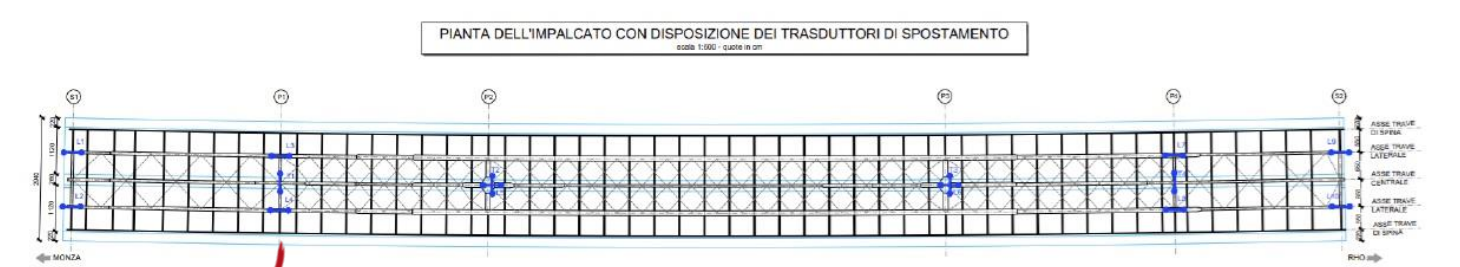 PIANTA DELL'IMPALCATO CON DISPOSIZIONE DEI TRASDUTTORI DI SPOSTAMENTO
scala 1:600 - quote in cm
S1 P1 P2 P3 P4 S2
ASSE TRAVE
DI SPINA
L1 L3 L7 L9
ASSE TRAVE
LATERALE
ASSE TRAVE
CENTRALE
L2 L4
ASSE TRAVE
LATERALE
ASSE TRAVE
DI SPINA
MONZA RHO